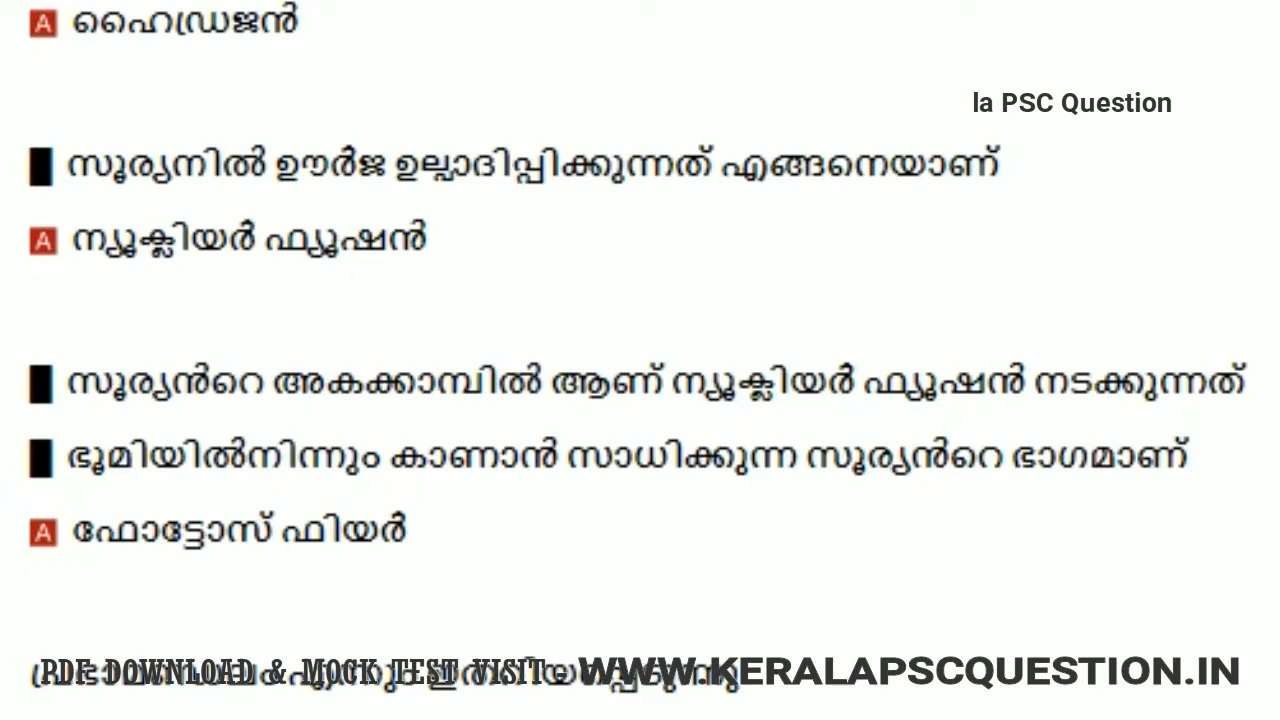 A ഹൈഡ്രജൻ
la PSC Question
സൂര്യനിൽ ഊർജ ഉല്പാദിപ്പിക്കുന്നത് എങ്ങനെയാണ്
A ന്യൂക്ലിയർ ഫ്യൂഷൻ
സൂര്യൻറെ അകക്കാമ്പിൽ ആണ് ന്യൂക്ലിയർ ഫ്യൂഷൻ നടക്കുന്നത്
ഭൂമിയിൽനിന്നും കാണാൻ സാധിക്കുന്ന സൂര്യൻറെ ഭാഗമാണ്
A ഫോട്ടോസ് ഫിയർ
PDF DOWNLOAD & MOCK TEST VISIT - WWW.KERALAPSCQUESTION.IN